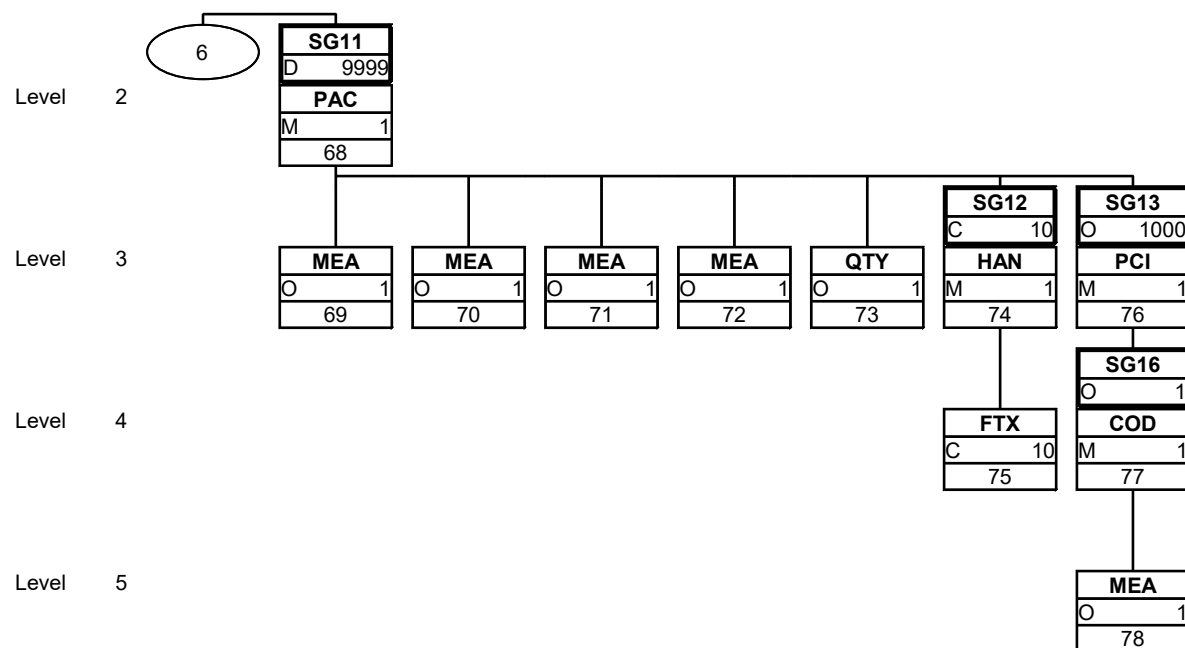 6
SG11
D 9999
Level 2
PAC
M 1
68
SG12 SG13
C 10 O 1000
Level 3
MEA MEA MEA MEA QTY HAN PCI
O 1 O 1 O 1 O 1 O 1 M 1 M 1
69 70 71 72 73 74 76
SG16
O 1
Level 4
FTX COD
C 10 M 1
75 77
Level 5
MEA
O 1
78